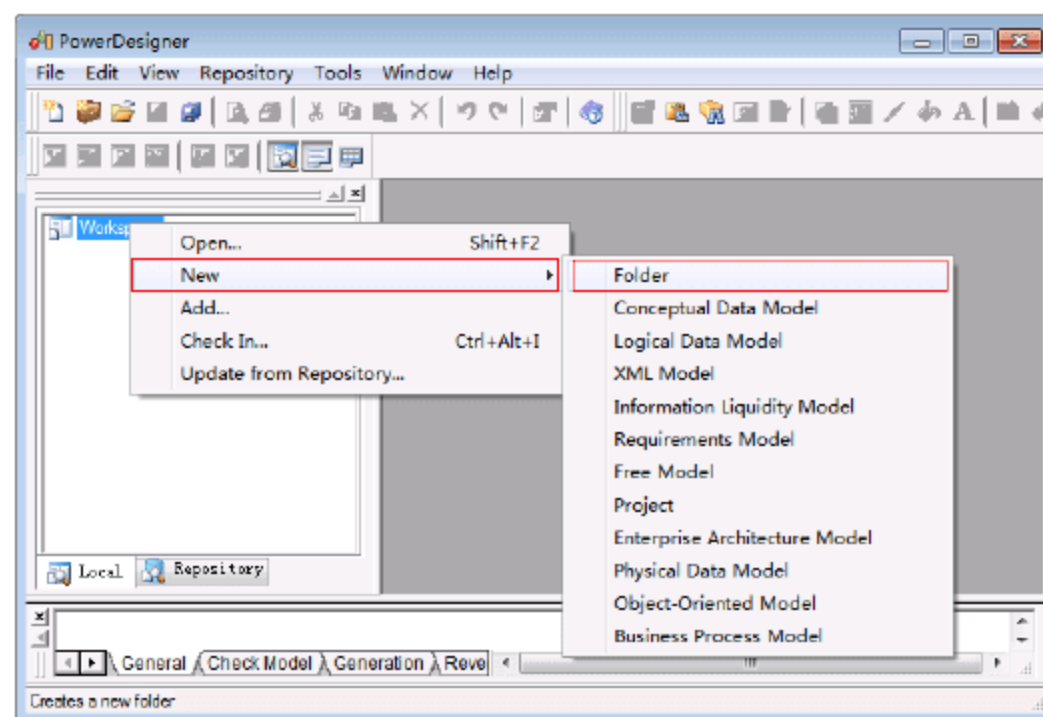 PowerDesigner
File Edit View Repository Tools Window Help
Open... Shift+F2
New
Folder
Add...
Conceptual Data Model
Check In... Ctrl+Alt+I
Logical Data Model
Update from Repository...
XML Model
Information Liquidity Model
Requirements Model
Free Model
Project
Enterprise Architecture Model
Local Repository
Physical Data Model
Object-Oriented Model
Business Process Model
General Check Model Generation Reve
Creates a new folder